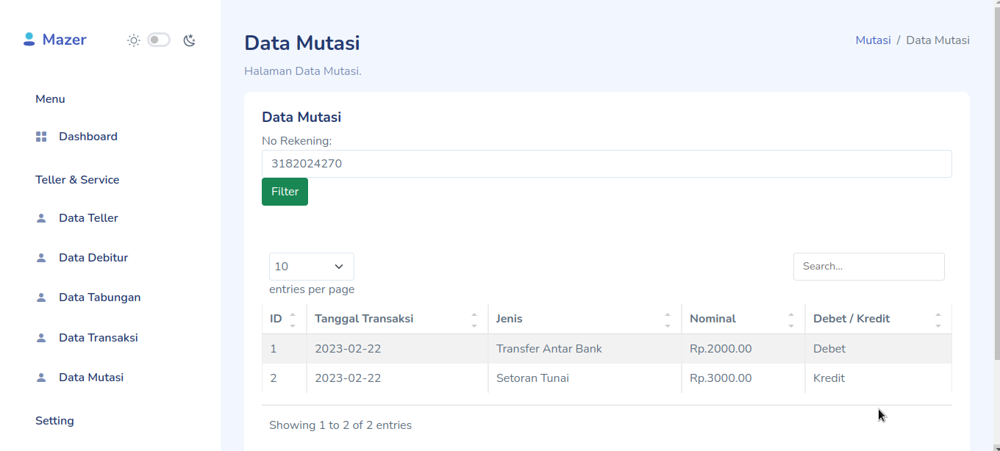 Mazer
Menu
Dashboard
Teller & Service
Data Teller
Data Debitur
Data Tabungan
Data Transaksi
Data Mutasi
Setting
Data Mutasi
Mutasi / Data Mutasi
Halaman Data Mutasi.
Data Mutasi
No Rekening:
3182024270
Filter
10
Search...
entries per page
ID Tanggal Transaksi Jenis Nominal Debet / Kredit
1 2023-02-22 Transfer Antar Bank Rp.2000.00 Debet
2 2023-02-22 Setoran Tunai Rp.3000.00 Kredit
Showing 1 to 2 of 2 entries